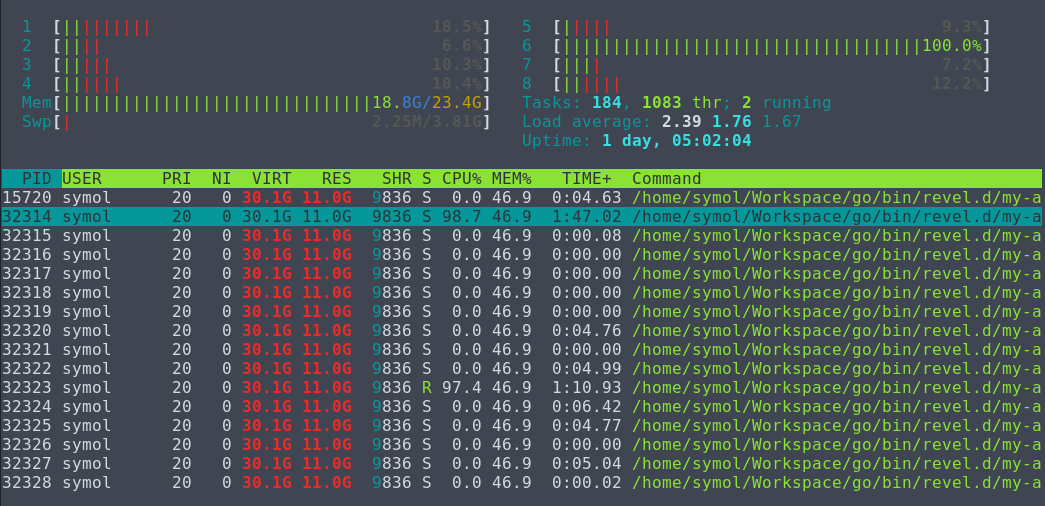 1 [||||||||| 18.5%] 5 [||||| 9.3%]
2 [|||| 6.6%] 6 [||||||||||||||||||||||||||||||||||||100.0%]
3 [||||| 10.3%] 7 [|||| 7.2%]
4 [|||||| 10.4%] 8 [|||||| 12.2%]
Mem[|||||||||||||||||||||||||||||||18.8G/23.4G] Tasks: 184, 1083 thr; 2 running
Swp[| 2.25M/3.81G] Load average: 2.39 1.76 1.67
Uptime: 1 day, 05:02:04
PID USER PRI NI VIRT RES SHR S CPU% MEM% TIME+ Command
15720 symol 20 0 30.1G 11.0G 9836 S 0.0 46.9 0:04.63 /home/symol/Workspace/go/bin/revel.d/my-a
32314 symol 20 0 30.1G 11.0G 9836 S 98.7 46.9 1:47.02 /home/symol/Workspace/go/bin/revel.d/my-a
32315 symol 20 0 30.1G 11.0G 9836 S 0.0 46.9 0:00.08 /home/symol/Workspace/go/bin/revel.d/my-a
32316 symol 20 0 30.1G 11.0G 9836 S 0.0 46.9 0:00.00 /home/symol/Workspace/go/bin/revel.d/my-a
32317 symol 20 0 30.1G 11.0G 9836 S 0.0 46.9 0:00.00 /home/symol/Workspace/go/bin/revel.d/my-a
32318 symol 20 0 30.1G 11.0G 9836 S 0.0 46.9 0:00.00 /home/symol/Workspace/go/bin/revel.d/my-a
32319 symol 20 0 30.1G 11.0G 9836 S 0.0 46.9 0:00.00 /home/symol/Workspace/go/bin/revel.d/my-a
32320 symol 20 0 30.1G 11.0G 9836 S 0.0 46.9 0:04.76 /home/symol/Workspace/go/bin/revel.d/my-a
32321 symol 20 0 30.1G 11.0G 9836 S 0.0 46.9 0:00.00 /home/symol/Workspace/go/bin/revel.d/my-a
32322 symol 20 0 30.1G 11.0G 9836 S 0.0 46.9 0:04.99 /home/symol/Workspace/go/bin/revel.d/my-a
32323 symol 20 0 30.1G 11.0G 9836 R 97.4 46.9 1:10.93 /home/symol/Workspace/go/bin/revel.d/my-a
32324 symol 20 0 30.1G 11.0G 9836 S 0.0 46.9 0:06.42 /home/symol/Workspace/go/bin/revel.d/my-a
32325 symol 20 0 30.1G 11.0G 9836 S 0.0 46.9 0:04.77 /home/symol/Workspace/go/bin/revel.d/my-a
32326 symol 20 0 30.1G 11.0G 9836 S 0.0 46.9 0:00.00 /home/symol/Workspace/go/bin/revel.d/my-a
32327 symol 20 0 30.1G 11.0G 9836 S 0.0 46.9 0:05.04 /home/symol/Workspace/go/bin/revel.d/my-a
32328 symol 20 0 30.1G 11.0G 9836 S 0.0 46.9 0:00.02 /home/symol/Workspace/go/bin/revel.d/my-a